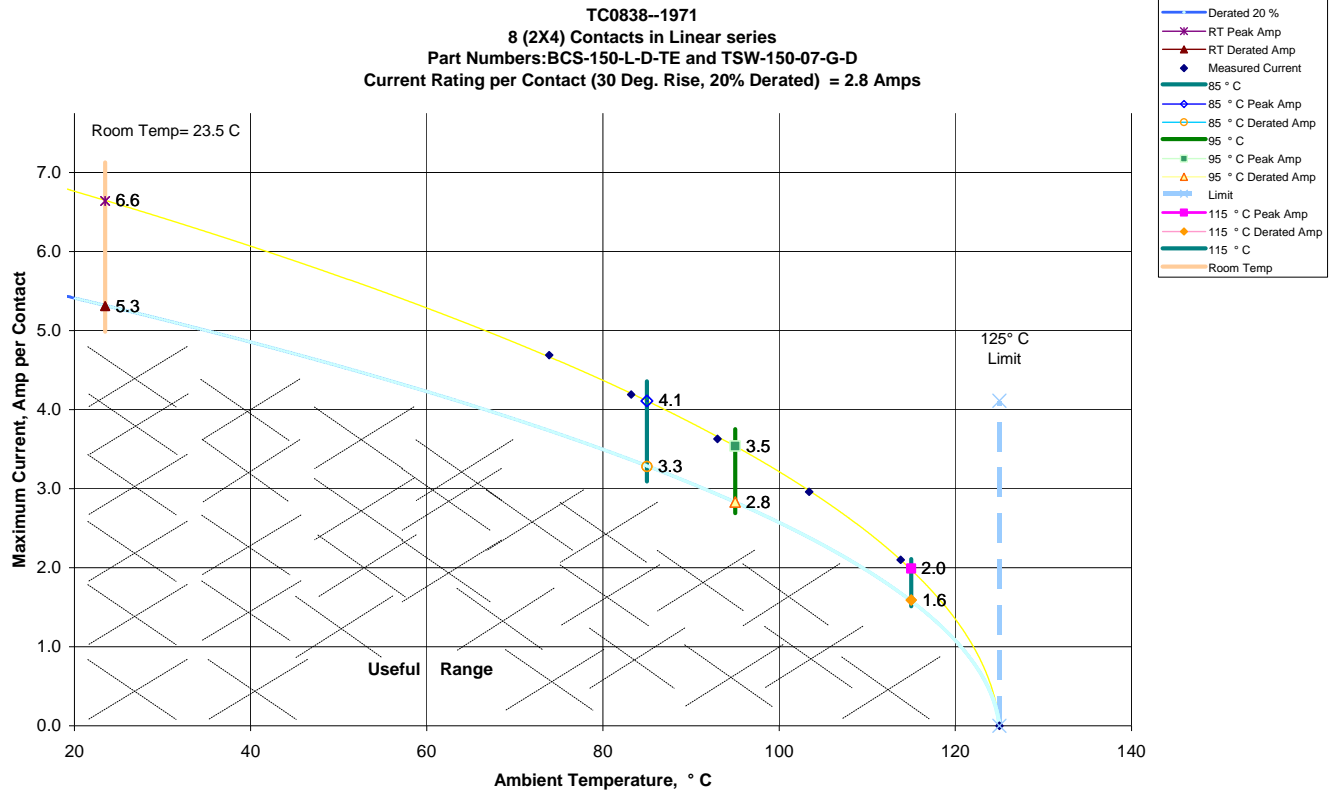 TC0838--1971
8 (2X4) Contacts in Linear series
Part Numbers:BCS-150-L-D-TE and TSW-150-07-G-D
Current Rating per Contact (30 Deg. Rise, 20% Derated)  = 2.8 Amps
Derated 20 %
RT Peak Amp
RT Derated Amp
Measured Current
85 ° C
85 ° C Peak Amp
85 ° C Derated Amp
95 ° C
95 ° C Peak Amp
95 ° C Derated Amp
Limit
115 ° C Peak Amp
115 ° C Derated Amp
115 ° C
Room Temp
Room Temp= 23.5 C
Maximum Current, Amp per Contact
7.0
6.0
5.0
4.0
3.0
2.0
1.0
0.0
6.6
5.3
4.1
3.3
3.5
2.8
2.0
1.6
125° C
Limit
Useful Range
20
40
60
80
100
120
140
Ambient Temperature, ° C